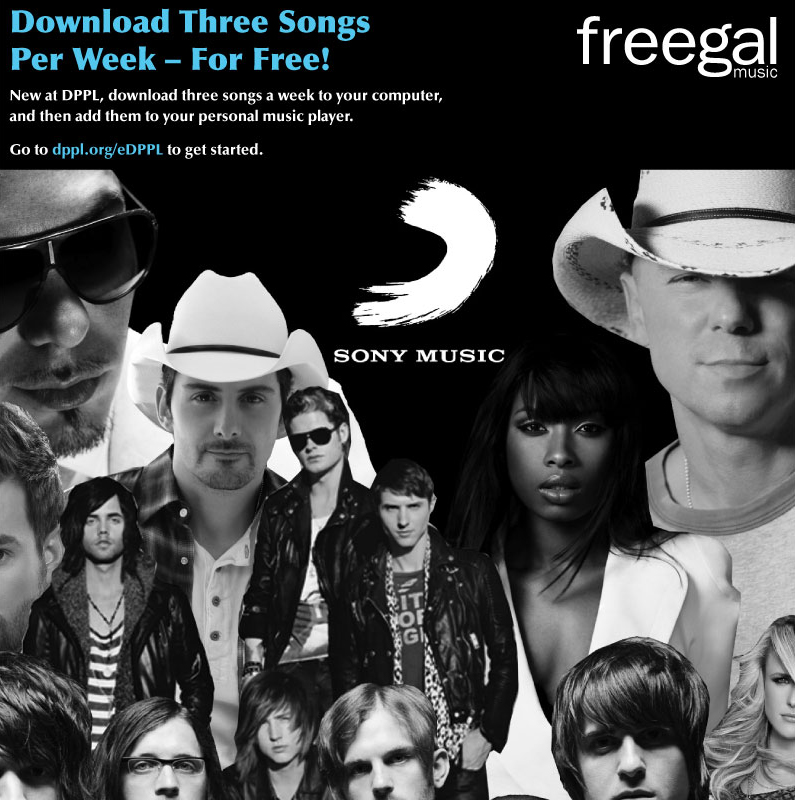 Download Three Songs
Per Week – For Free!
freegal
music
New at DPPL, download three songs a week to your computer,
and then add them to your personal music player.
Go to dppl.org/eDPPL to get started.
SONY MUSIC